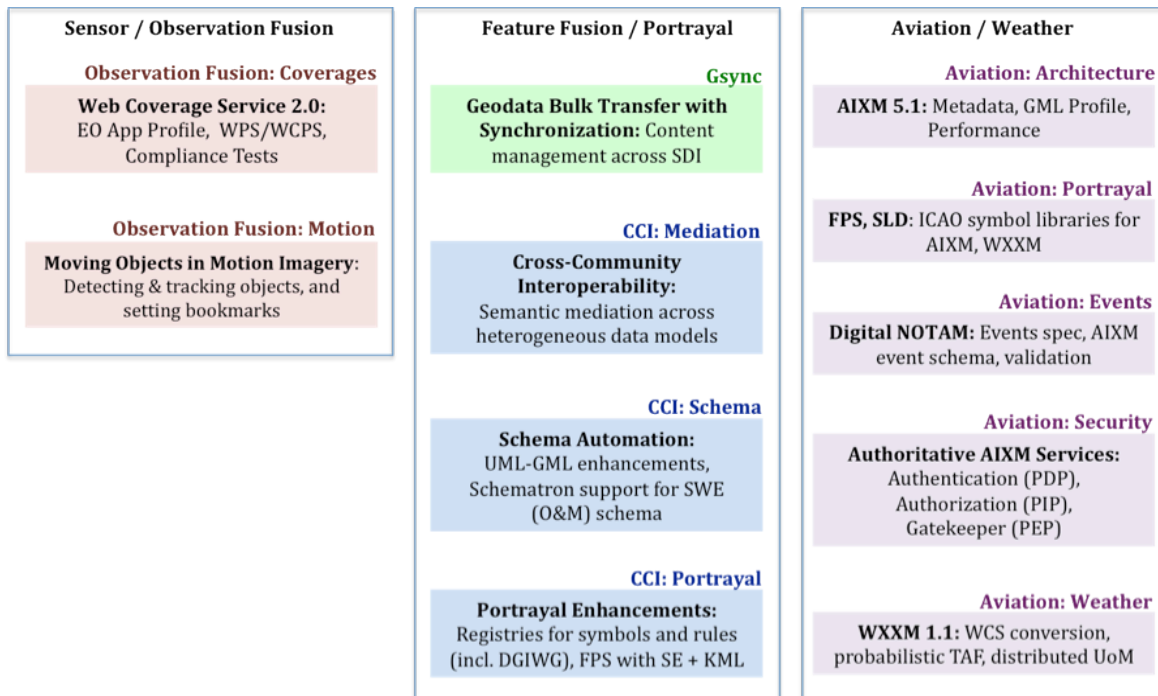 Sensor / Observation Fusion
Observation Fusion: Coverages
Web Coverage Service 2.0:
EO App Profile, WPS/WCPS,
Compliance Tests
Observation Fusion: Motion
Moving Objects in Motion Imagery:
Detecting & tracking objects, and
setting bookmarks
Feature Fusion / Portrayal
Gsync
Geodata Bulk Transfer with
Synchronization: Content
management across SDI
CCI: Mediation
Cross-Community
Interoperability:
Semantic mediation across
heterogeneous data models
CCI: Schema
Schema Automation:
UML-GML enhancements,
Schematron support for SWE
(O&M) schema
CCI: Portrayal
Portrayal Enhancements:
Registries for symbols and rules
(incl. DGIWG), FPS with SE + KML
Aviation / Weather
Aviation: Architecture
AIXM 5.1: Metadata, GML Profile,
Performance
Aviation: Portrayal
FPS, SLD: ICAO symbol libraries for
AIXM, WXXM
Aviation: Events
Digital NOTAM: Events spec, AIXM
event schema, validation
Aviation: Security
Authoritative AIXM Services:
Authentication (PDP),
Authorization (PIP),
Gatekeeper (PEP)
Aviation: Weather
WXXM 1.1: WCS conversion,
probabilistic TAF, distributed UoM